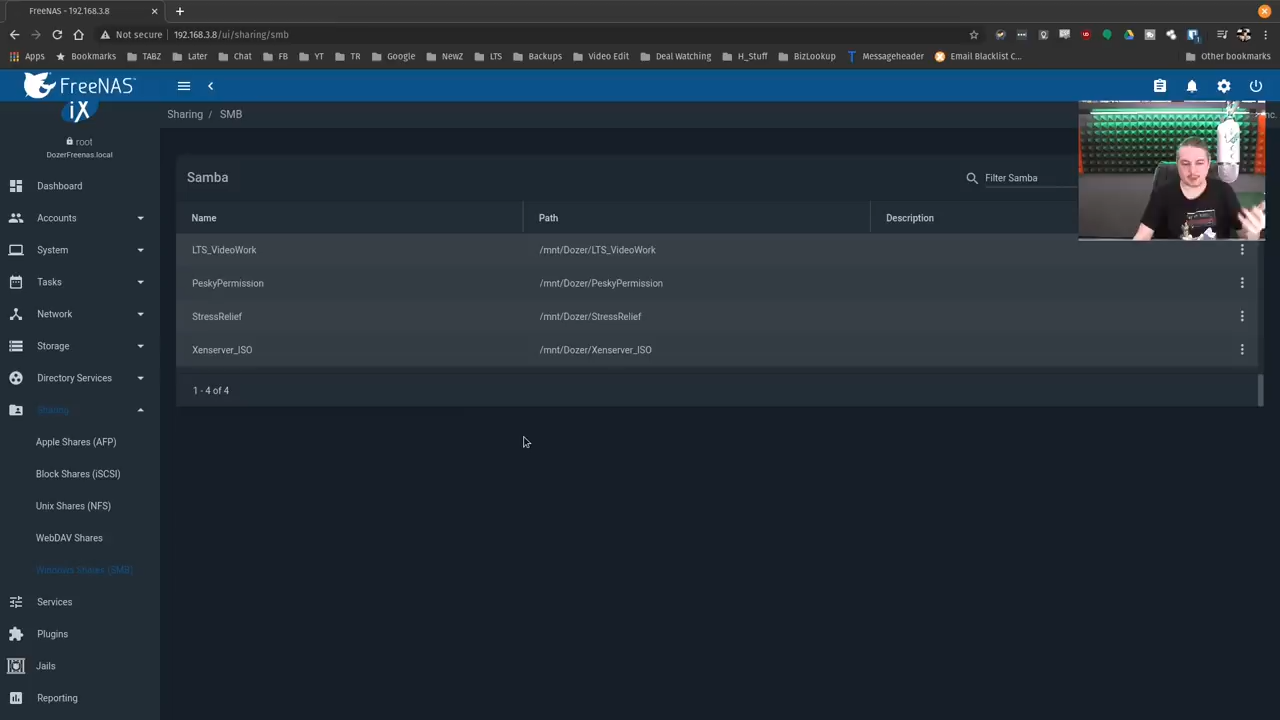 FreeNAS - 192.168.3.8
Not secure 192.168.3.8/ui/sharing/smb
Apps Bookmarks TABZ Later Chat FB YT TR Google NewZ LTS Backups Video Edit Deal Watching H_Stuff BizLookup Messageheader Email Blacklist C... Other bookmarks
FreeNAS
Sharing / SMB
iX
root
DozerFreenas.local
Dashboard
Accounts
System
Tasks
Network
Storage
Directory Services
Sharing
Apple Shares (AFP)
Block Shares (iSCSI)
Unix Shares (NFS)
WebDAV Shares
Windows Shares (SMB)
Services
Plugins
Jails
Reporting
Samba
Filter Samba
Name Path Description
LTS_VideoWork /mnt/Dozer/LTS_VideoWork
PeskyPermission /mnt/Dozer/PeskyPermission
StressRelief /mnt/Dozer/StressRelief
Xenserver_ISO /mnt/Dozer/Xenserver_ISO
1 - 4 of 4